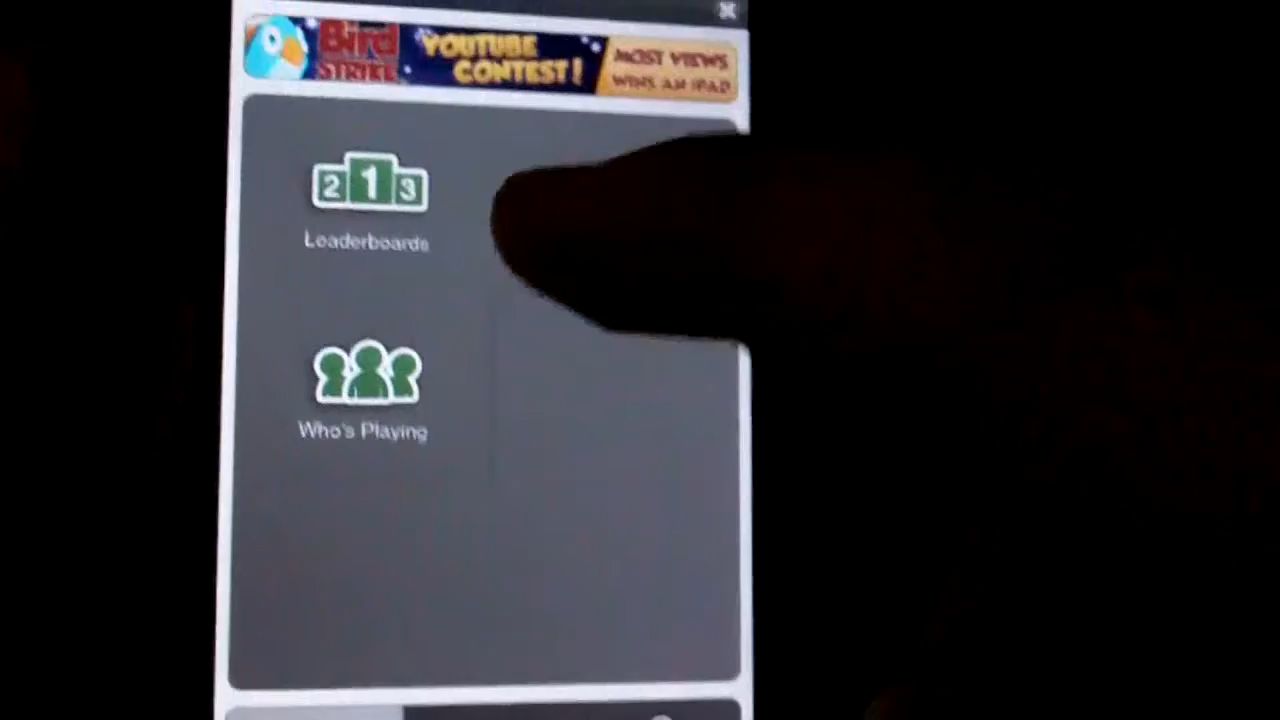 Bird
STRIKE
YOUTUBE
CONTEST!
MOST VIEWS
WINS AN IPAD
2 1 3
Leaderboards
Who's Playing